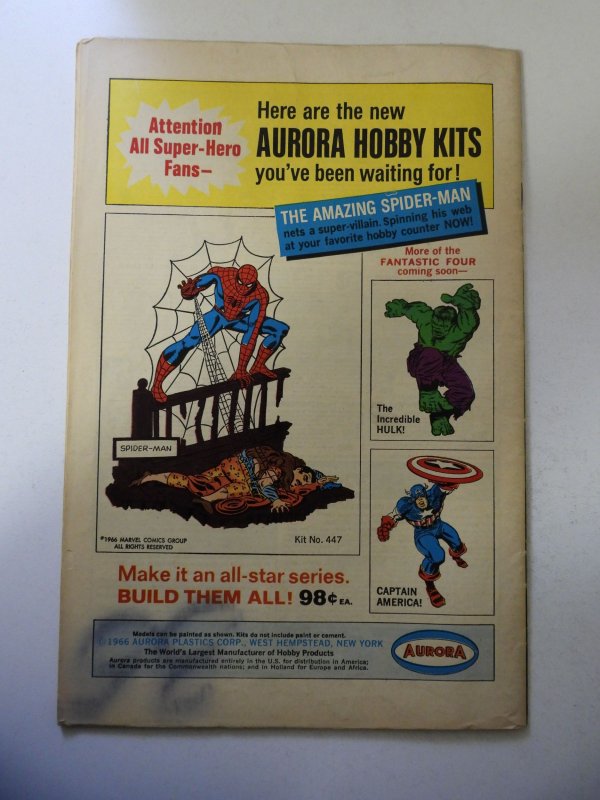 Attention
All Super-Hero
Fans—
Here are the new
AURORA HOBBY KITS
you've been waiting for!
THE AMAZING SPIDER-MAN
nets a super-villain. Spinning his web
at your favorite hobby counter NOW!
More of the
FANTASTIC FOUR
coming soon—
The
Incredible
HULK!
SPIDER-MAN
©1966 MARVEL COMICS GROUP
ALL RIGHTS RESERVED
Kit No. 447
CAPTAIN
AMERICA!
Make it an all-star series.
BUILD THEM ALL! 98¢ EA.
Models can be painted as shown. Kits do not include paint or cement.
©1966 AURORA PLASTICS CORP., WEST HEMPSTEAD, NEW YORK
The World's Largest Manufacturer of Hobby Products
Aurora products are manufactured entirely in the U.S. for distribution in America;
in Canada for the Commonwealth nations; and in Holland for Europe and Africa.
AURORA